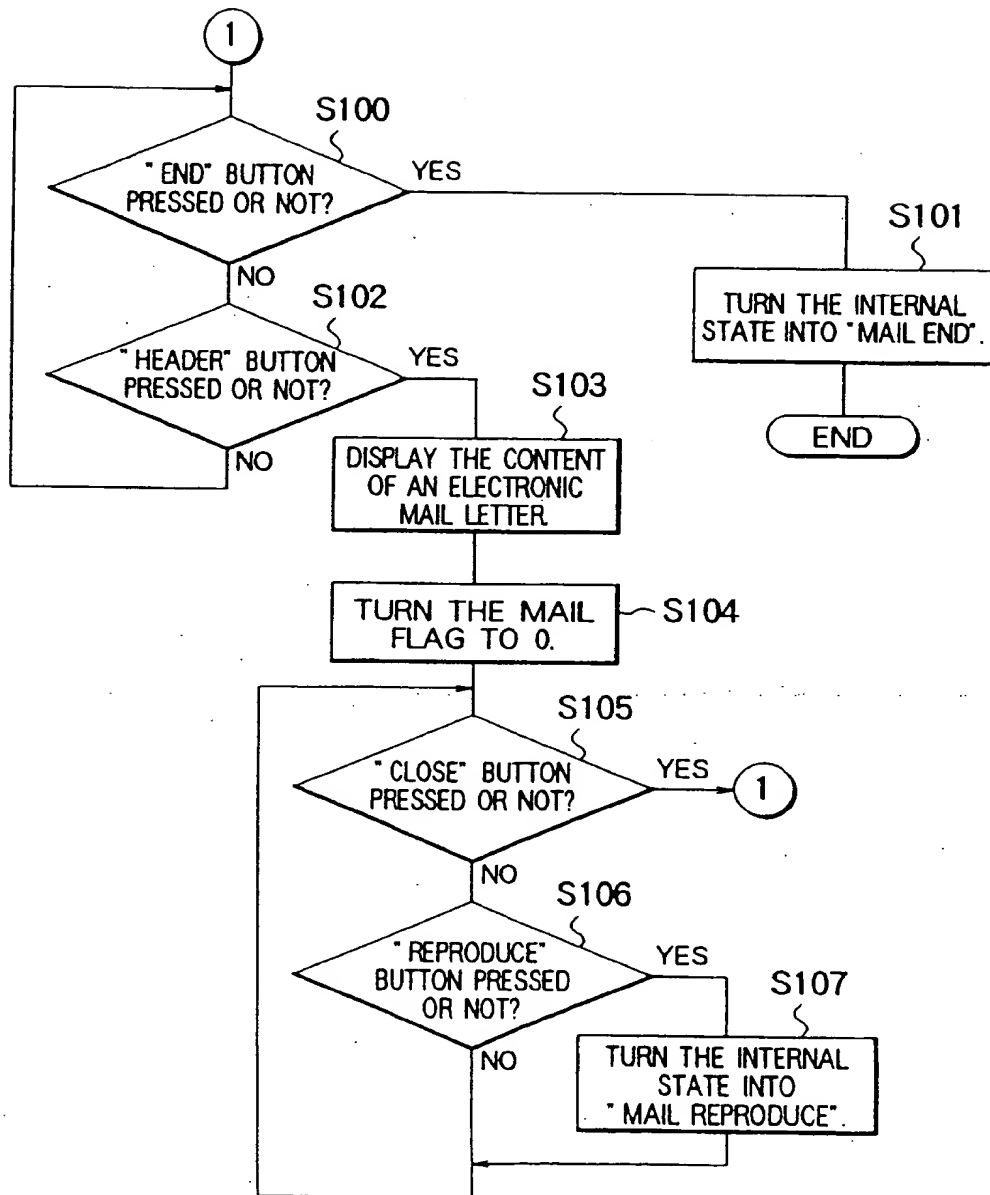 1
S100
"END" BUTTON
PRESSED OR NOT?
YES
NO
S101
TURN THE INTERNAL
STATE INTO "MAIL END".
END
S102
"HEADER" BUTTON
PRESSED OR NOT?
YES
NO
S103
DISPLAY THE CONTENT
OF AN ELECTRONIC
MAIL LETTER.
TURN THE MAIL
FLAG TO 0.
S104
S105
"CLOSE" BUTTON
PRESSED OR NOT?
YES
1
NO
S106
"REPRODUCE"
BUTTON PRESSED
OR NOT?
YES
NO
S107
TURN THE INTERNAL
STATE INTO
"MAIL REPRODUCE".